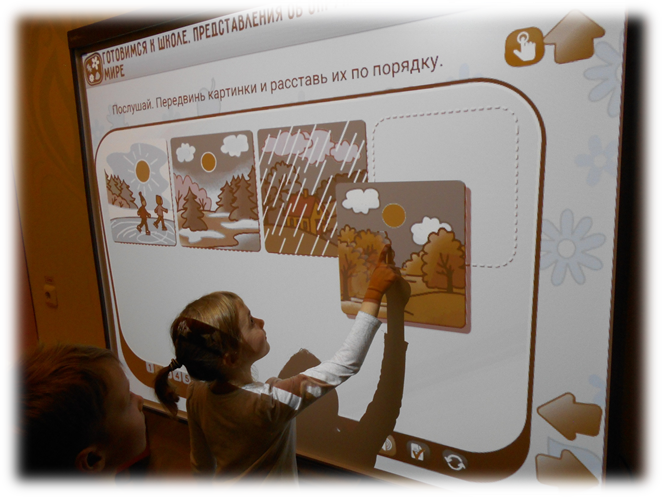 ГОТОВИМСЯ К ШКОЛЕ. ПРЕДСТАВЛЕНИЯ ОБ
МИРЕ
Послушай. Передвинь картинки и расставь их по порядку.